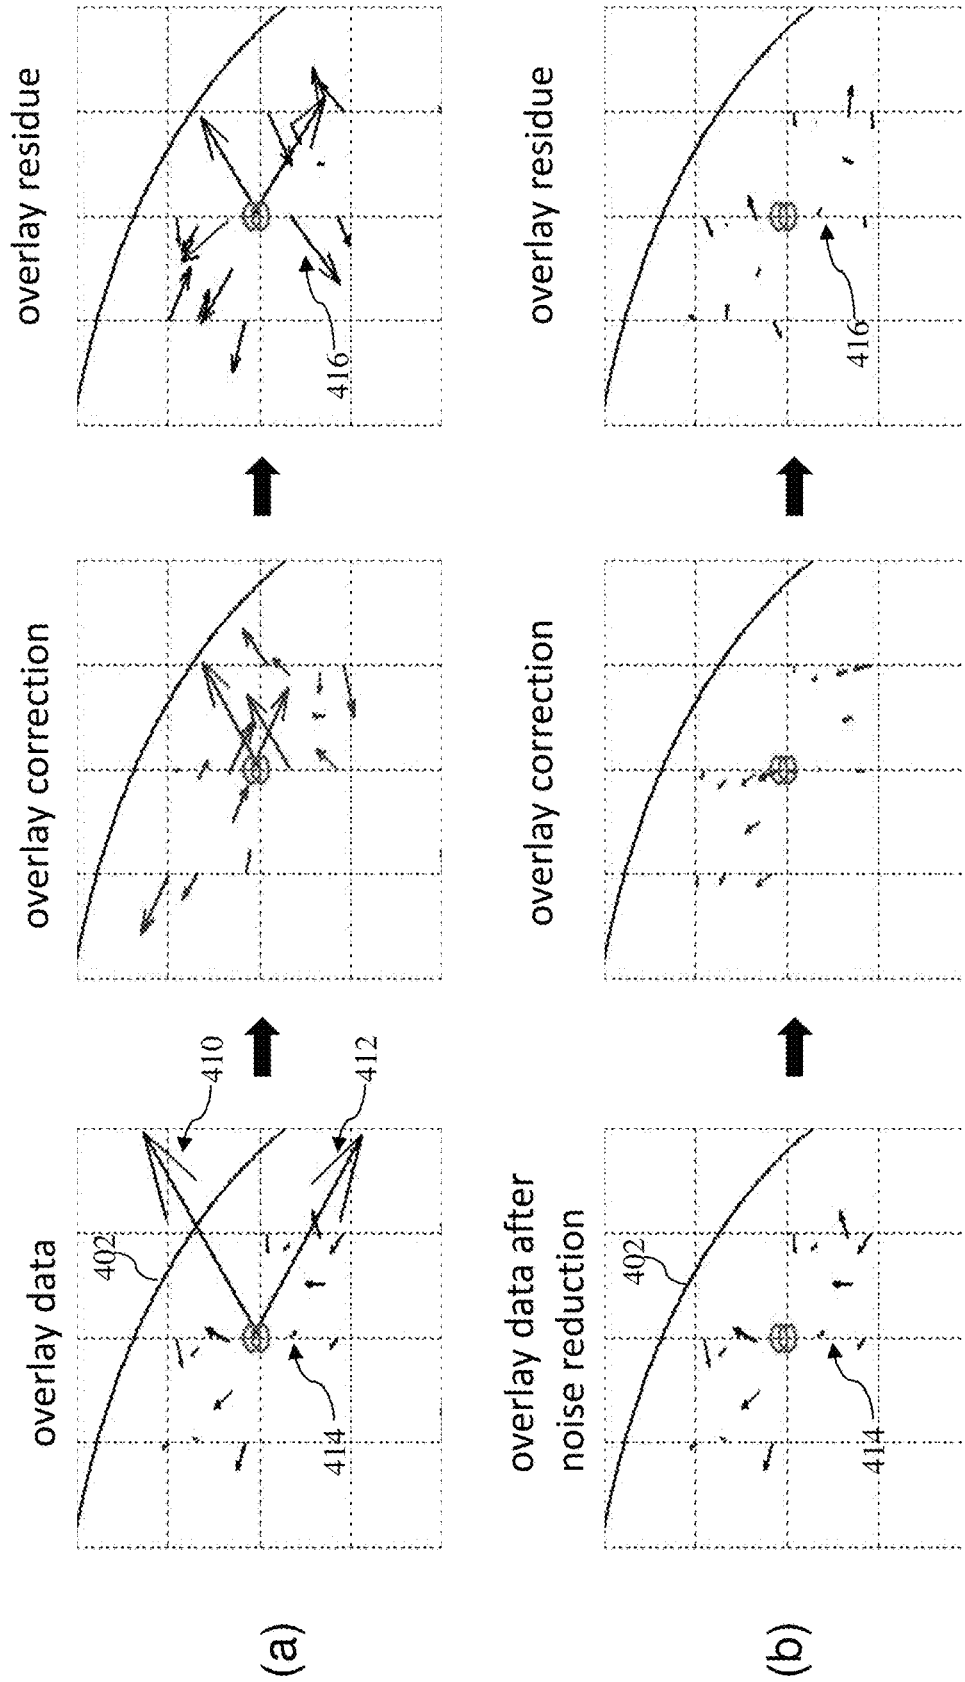 (a)
overlay data
402
410
412
414
overlay correction
overlay residue
416
(b)
overlay data after
noise reduction
402
414
overlay correction
overlay residue
416